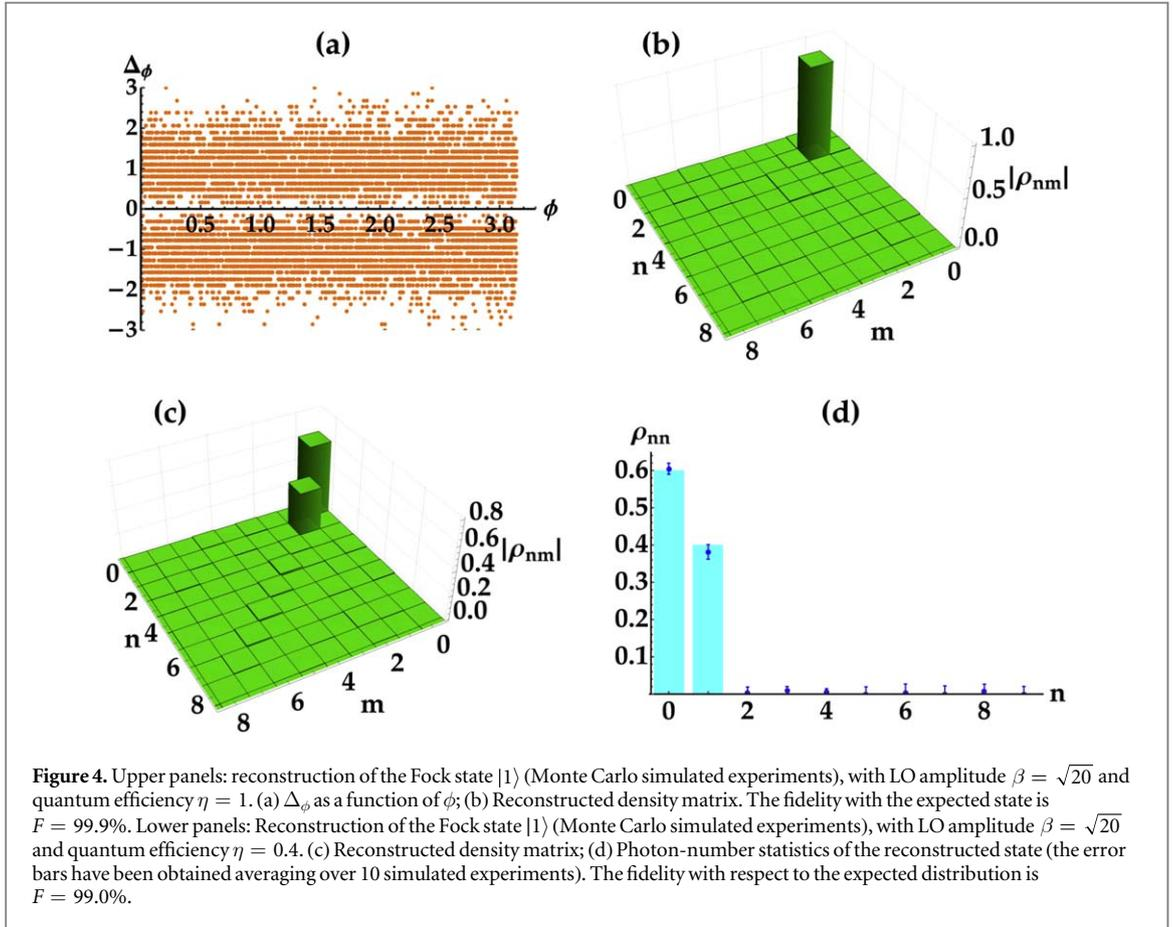 (a)
Δϕ
3
2
1
0
−1
−2
−3
0.5 1.0 1.5 2.0 2.5 3.0 ϕ
(b)
1.0
0.5 |ρnm|
0.0
0
2
n 4
6
8
0
2
4
6
8
m
(c)
0.8
0.6
|ρnm|
0.4
0.2
0.0
0
2
n 4
6
8
0
2
4
6
8
m
(d)
ρnn
0.6
0.5
0.4
0.3
0.2
0.1
0 2 4 6 8 n
Figure 4. Upper panels: reconstruction of the Fock state |1⟩ (Monte Carlo simulated experiments), with LO amplitude β = √20 and
quantum efficiency η = 1. (a) Δϕ as a function of ϕ; (b) Reconstructed density matrix. The fidelity with the expected state is
F = 99.9%. Lower panels: Reconstruction of the Fock state |1⟩ (Monte Carlo simulated experiments), with LO amplitude β = √20
and quantum efficiency η = 0.4. (c) Reconstructed density matrix; (d) Photon-number statistics of the reconstructed state (the error
bars have been obtained averaging over 10 simulated experiments). The fidelity with respect to the expected distribution is
F = 99.0%.